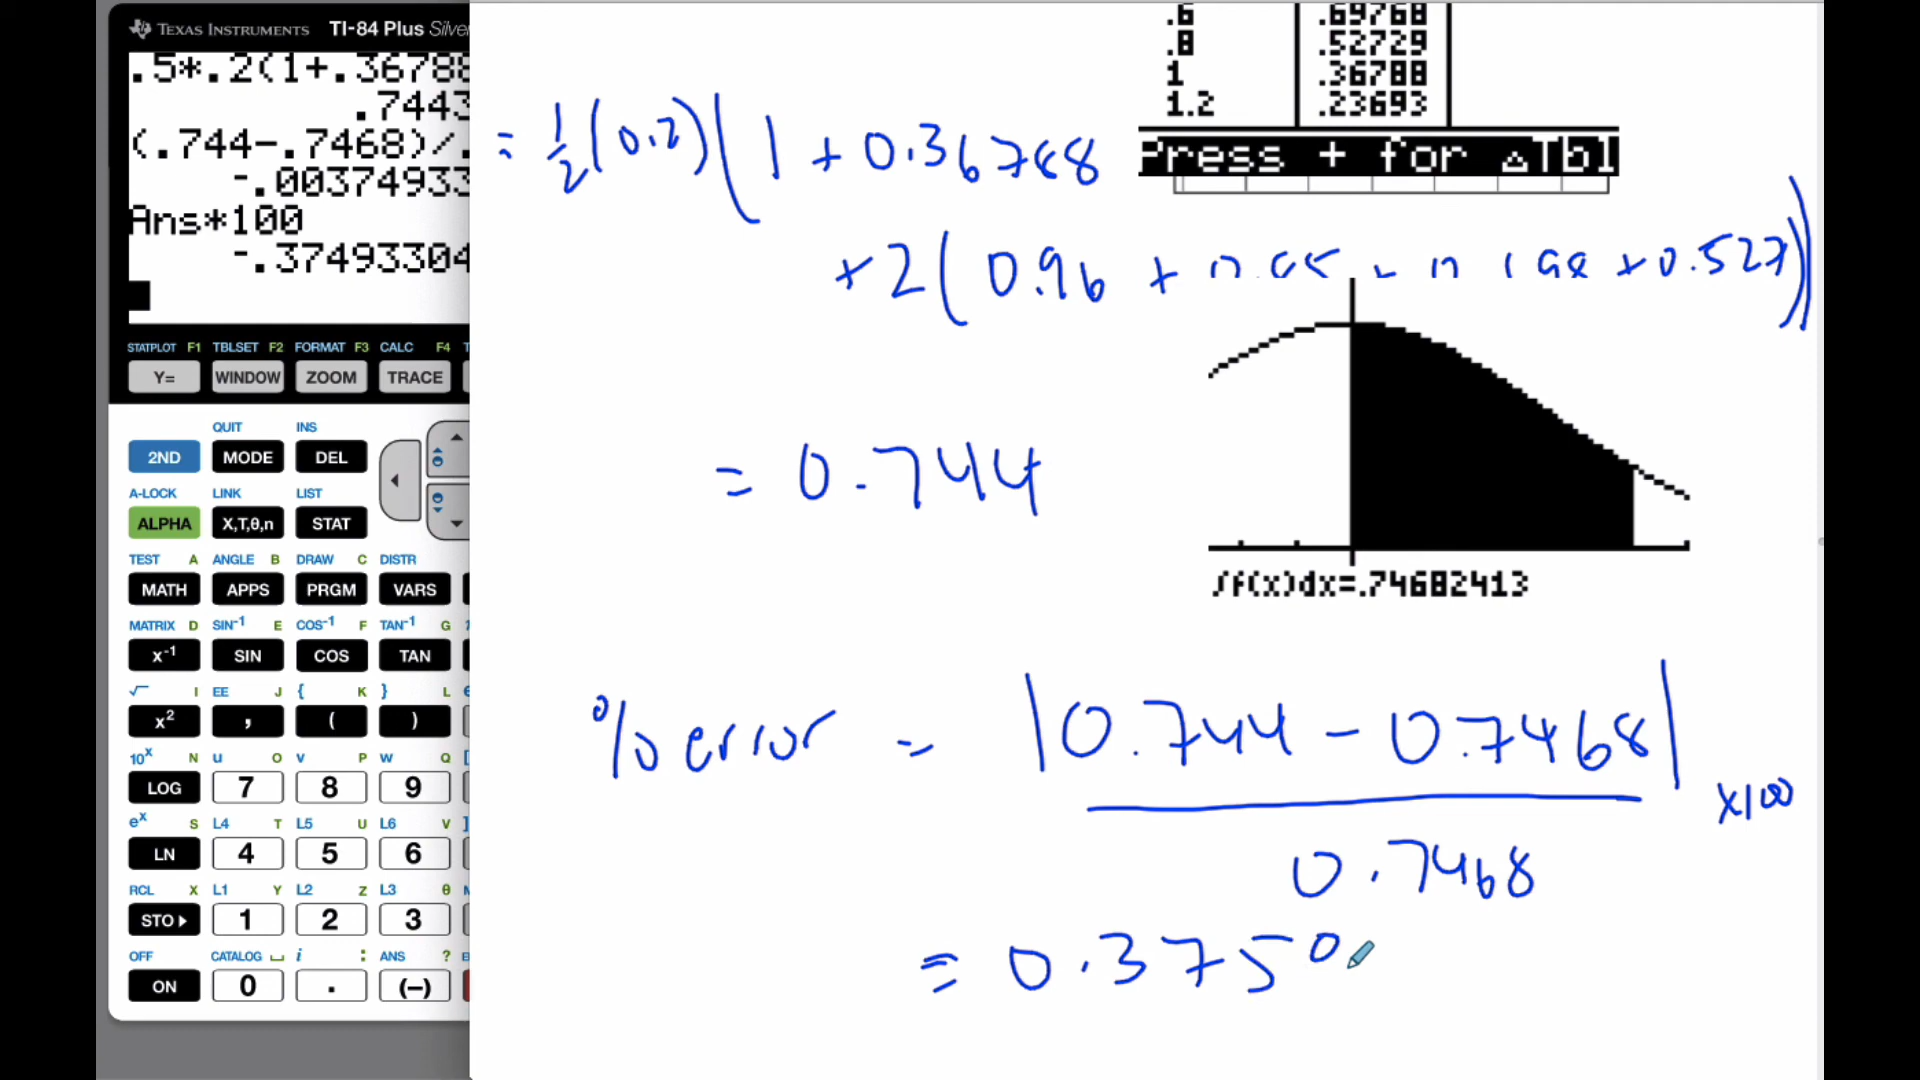 TEXAS INSTRUMENTS TI-84 Plus Silver
.5*.2(1+.36788
.7443
(.744-.7468)/.
-.00374933
Ans*100
-.37493304
STATPLOT F1 TBLSET F2 FORMAT F3 CALC F4 T
Y= WINDOW ZOOM TRACE
QUIT INS
2ND MODE DEL
A-LOCK LINK LIST
ALPHA X,T,θ,n STAT
TEST A ANGLE B DRAW C DISTR
MATH APPS PRGM VARS
MATRIX D SIN-1 E COS-1 F TAN-1 G
x-1 SIN COS TAN
√ I EE J { K } L
x² , ( )
10^x N u O v P w Q [
LOG 7 8 9
e^x S L4 T L5 U L6 V ]
LN 4 5 6
RCL X L1 Y L2 Z L3 θ
STO▶ 1 2 3
OFF CATALOG ⎵ i : ANS ?
ON 0 . (–)
.6 .69768
.8 .52729
1 .36788
1.2 .23693
Press + for △Tbl
= 1/2 (0.2) (1 + 0.36788
+2(0.96 + + 0.527))
= 0.744
∫f(x)dx=.74682413
% error = |0.744 - 0.7468| x100
0.7468
= 0.375%